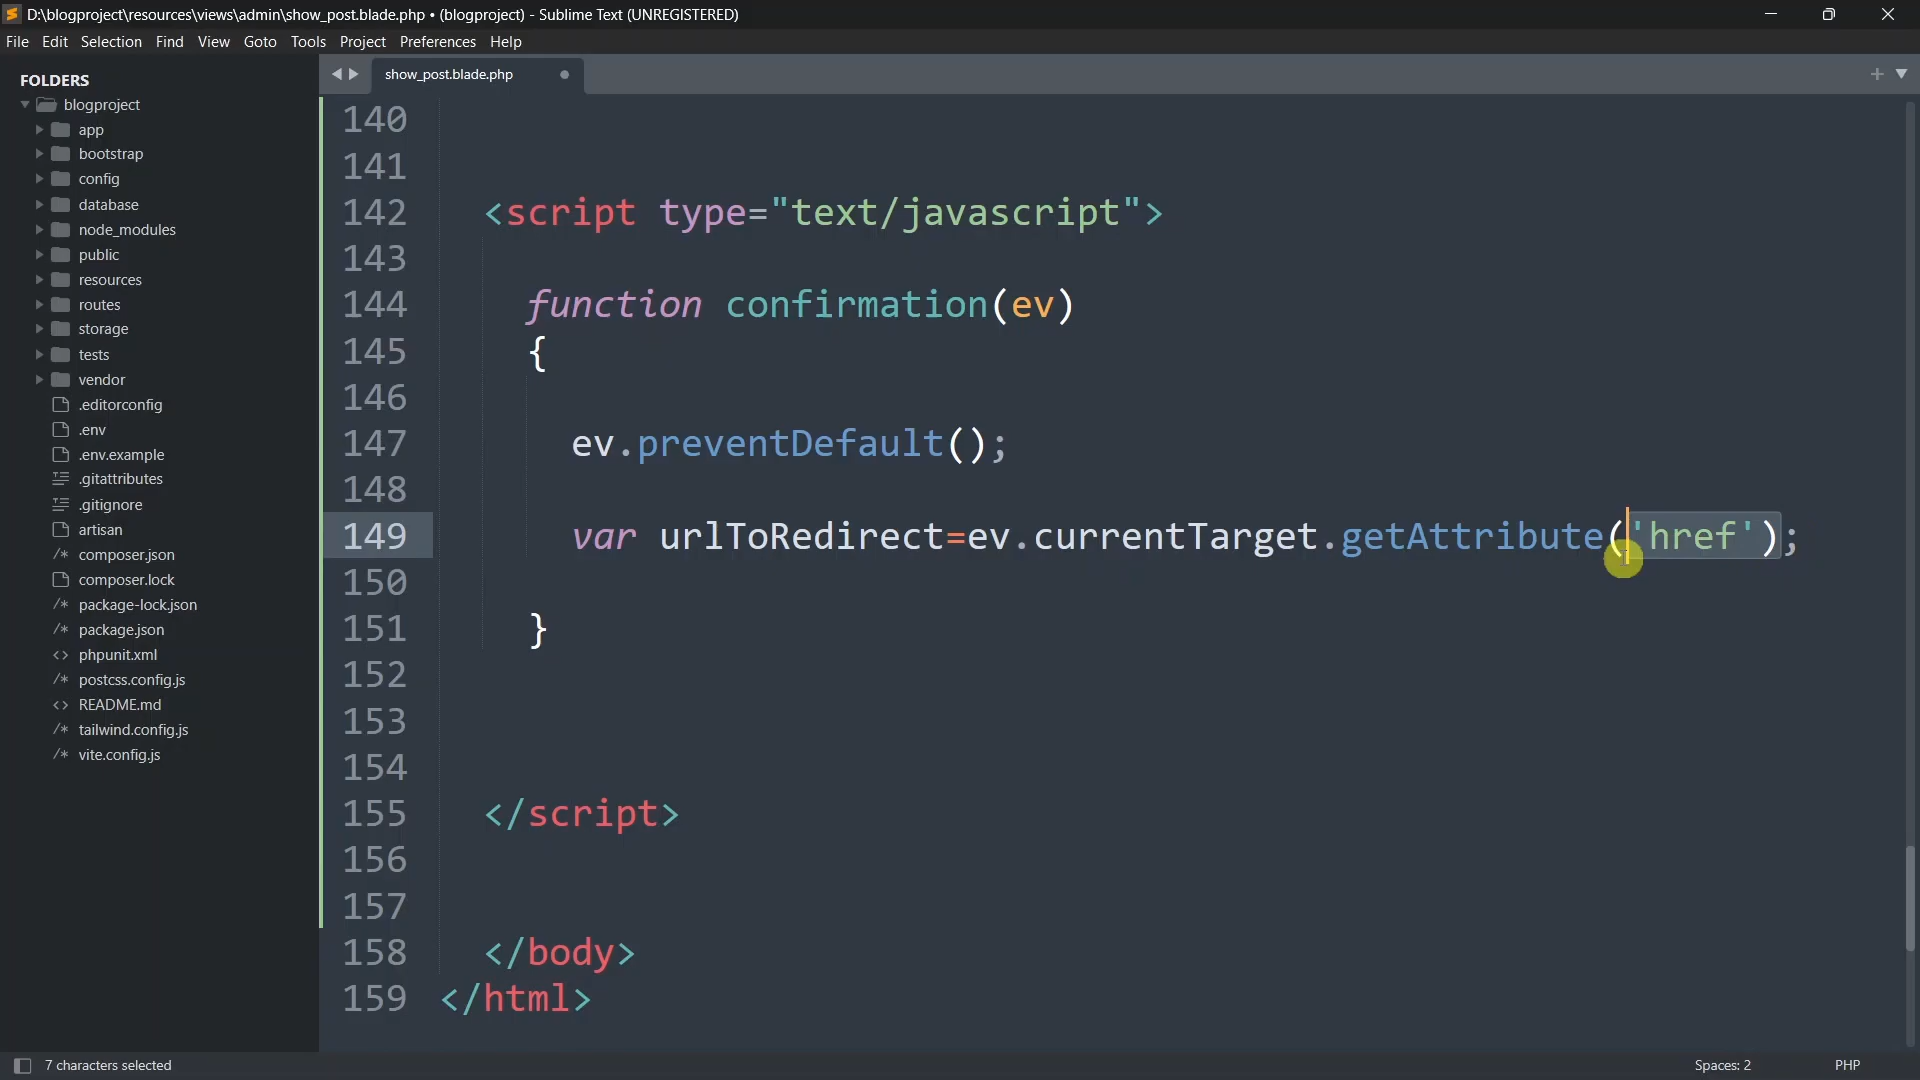 D:\blogproject\resources\views\admin\show_post.blade.php • (blogproject) - Sublime Text (UNREGISTERED)
File Edit Selection Find View Goto Tools Project Preferences Help
FOLDERS
blogproject
app
bootstrap
config
database
node_modules
public
resources
routes
storage
tests
vendor
.editorconfig
.env
.env.example
.gitattributes
.gitignore
artisan
/* composer.json
composer.lock
/* package-lock.json
/* package.json
<> phpunit.xml
/* postcss.config.js
<> README.md
/* tailwind.config.js
/* vite.config.js
show_post.blade.php
140
141
142 <script type="text/javascript">
143
144 function confirmation(ev)
145 {
146
147 ev.preventDefault();
148
149 var urlToRedirect=ev.currentTarget.getAttribute('href');
150
151 }
152
153
154
155 </script>
156
157
158 </body>
159 </html>
7 characters selected
Spaces: 2
PHP